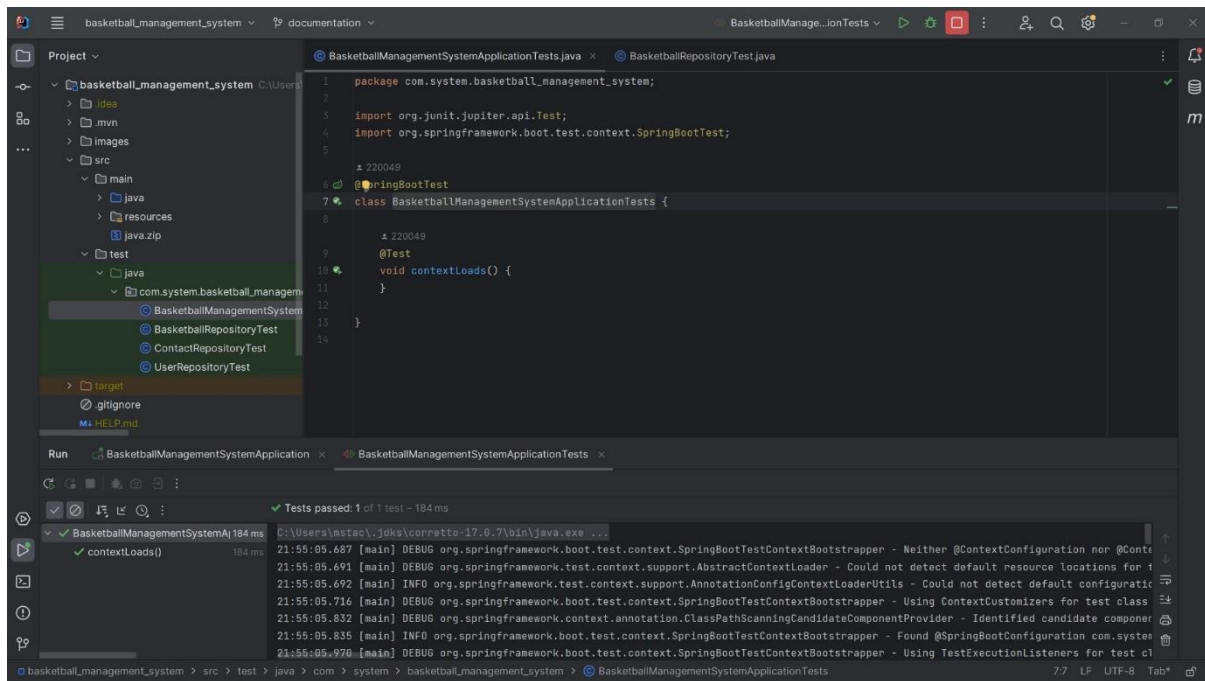 basketball_management_system
documentation
BasketballManage...ionTests
Project
basketball_management_system C:\Users\
.idea
.mvn
images
src
main
java
resources
java.zip
test
java
com.system.basketball_managem
BasketballManagementSystem
BasketballRepositoryTest
ContactRepositoryTest
UserRepositoryTest
target
.gitignore
M↓ HELP.md
BasketballManagementSystemApplicationTests.java
BasketballRepositoryTest.java
1 package com.system.basketball_management_system;
2
3 import org.junit.jupiter.api.Test;
4 import org.springframework.boot.test.context.SpringBootTest;
5
220049
6 @SpringBootTest
7 class BasketballManagementSystemApplicationTests {
8
220049
9 @Test
10 void contextLoads() {
11 }
12
13 }
14
m
Run BasketballManagementSystemApplication BasketballManagementSystemApplicationTests
Tests passed: 1 of 1 test – 184 ms
BasketballManagementSystemA 184 ms
contextLoads() 184 ms
C:\Users\mstac\.jdks\corretto-17.0.7\bin\java.exe ...
21:55:05.687 [main] DEBUG org.springframework.boot.test.context.SpringBootTestContextBootstrapper - Neither @ContextConfiguration nor @Conte
21:55:05.691 [main] DEBUG org.springframework.test.context.support.AbstractContextLoader - Could not detect default resource locations for t
21:55:05.692 [main] INFO org.springframework.test.context.support.AnnotationConfigContextLoaderUtils - Could not detect default configuratio
21:55:05.716 [main] DEBUG org.springframework.boot.test.context.SpringBootTestContextBootstrapper - Using ContextCustomizers for test class
21:55:05.832 [main] DEBUG org.springframework.context.annotation.ClassPathScanningCandidateComponentProvider - Identified candidate componen
21:55:05.835 [main] INFO org.springframework.boot.test.context.SpringBootTestContextBootstrapper - Found @SpringBootConfiguration com.system
21:55:05.970 [main] DEBUG org.springframework.boot.test.context.SpringBootTestContextBootstrapper - Using TestExecutionListeners for test cl
basketball_management_system > src > test > java > com > system > basketball_management_system > BasketballManagementSystemApplicationTests
7:7 LF UTF-8 Tab*